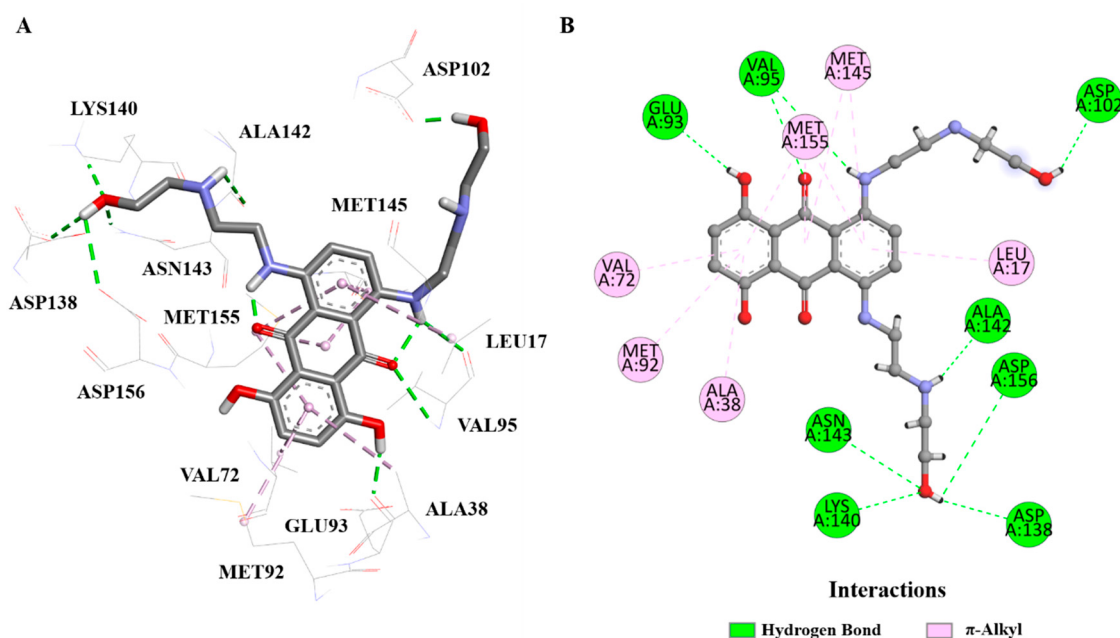 A
ASP102
LYS140
ALA142
MET145
ASN143
ASP138
MET155
LEU17
ASP156
VAL95
VAL72
GLU93
ALA38
MET92
B
VAL
A:95
MET
A:145
GLU
A:93
MET
A:155
ASP
A:102
VAL
A:72
LEU
A:17
MET
A:92
ALA
A:38
ALA
A:142
ASP
A:156
ASN
A:143
LYS
A:140
ASP
A:138
Interactions
Hydrogen Bond
π-Alkyl